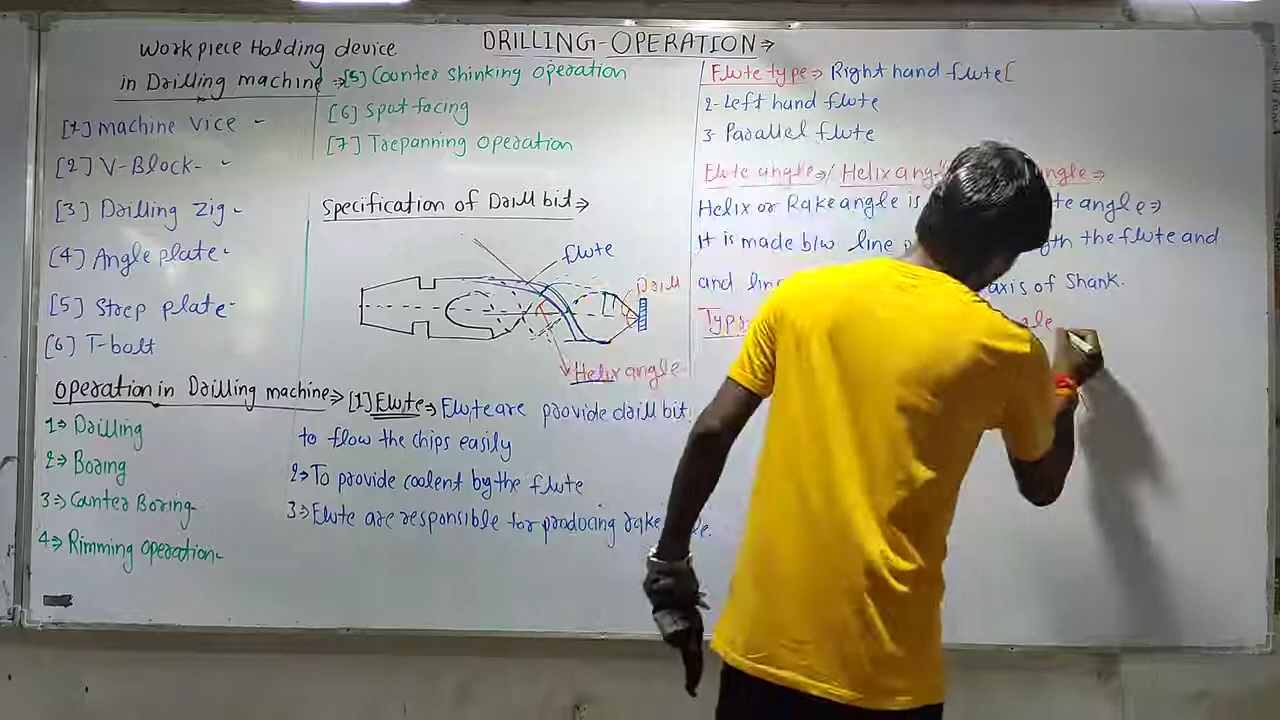 DRILLING-OPERATION⇒
Workpiece Holding device
in Drilling machine ⇒
[1] machine vice -
[2] V-Block-
[3] Drilling Zig-
[4] Angle plate-
[5] Strep plate-
[6] T-bolt
operation in Drilling machine⇒
1⇒ Drilling
2⇒ Boring
3⇒ Counter Boring-
4⇒ Rimming operation-
[5] Counter shinking operation
[6] Spot facing
[7] Trepanning operation
Specification of Drill bit⇒
flute
Drill
Helix angle
[1] Flute⇒ Flute are provide drill bit
to flow the chips easily
2⇒ To provide coolent by the flute
3⇒ Flute are responsible for producing rake
Flute type⇒ Right hand flute[
2- Left hand flute
3- Parallel flute
Flute angle⇒/ Helix ang angle⇒
Helix or Rake angle is angle⇒
It is made b/w line the flute and
and axis of Shank.